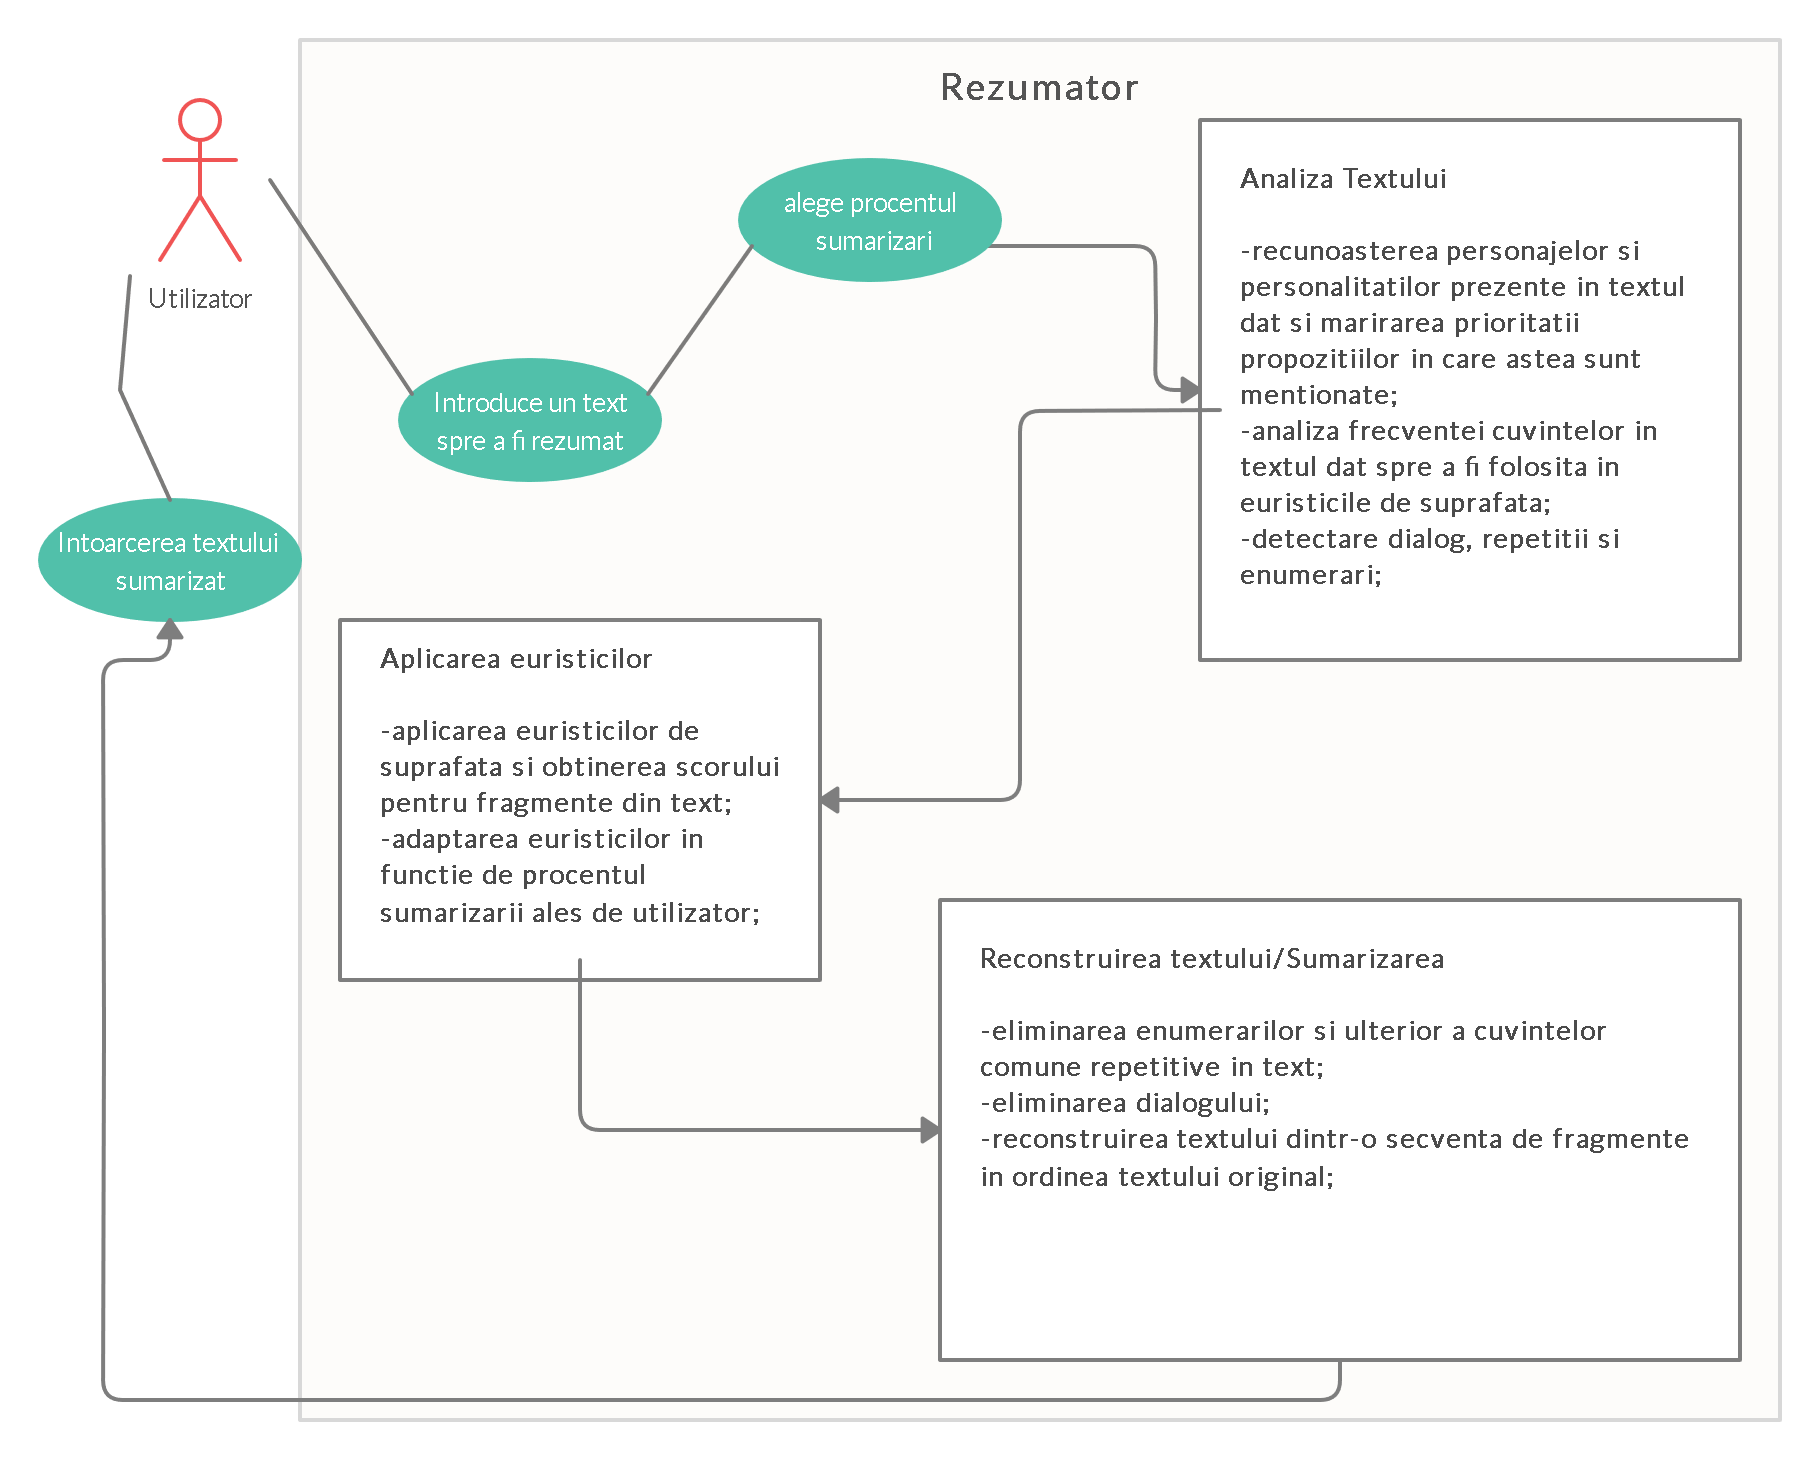 Rezumator
Utilizator
alege procentul
sumarizari
Introduce un text
spre a fi rezumat
Intoarcerea textului
sumarizat
Analiza Textului
-recunoasterea personajelor si
personalitatilor prezente in textul
dat si marirarea prioritatii
propozitiilor in care astea sunt
mentionate;
-analiza frecventei cuvintelor in
textul dat spre a fi folosita in
euristicile de suprafata;
-detectare dialog, repetitii si
enumerari;
Aplicarea euristicilor
-aplicarea euristicilor de
suprafata si obtinerea scorului
pentru fragmente din text;
-adaptarea euristicilor in
functie de procentul
sumarizarii ales de utilizator;
Reconstruirea textului/Sumarizarea
-eliminarea enumerarilor si ulterior a cuvintelor
comune repetitive in text;
-eliminarea dialogului;
-reconstruirea textului dintr-o secventa de fragmente
in ordinea textului original;